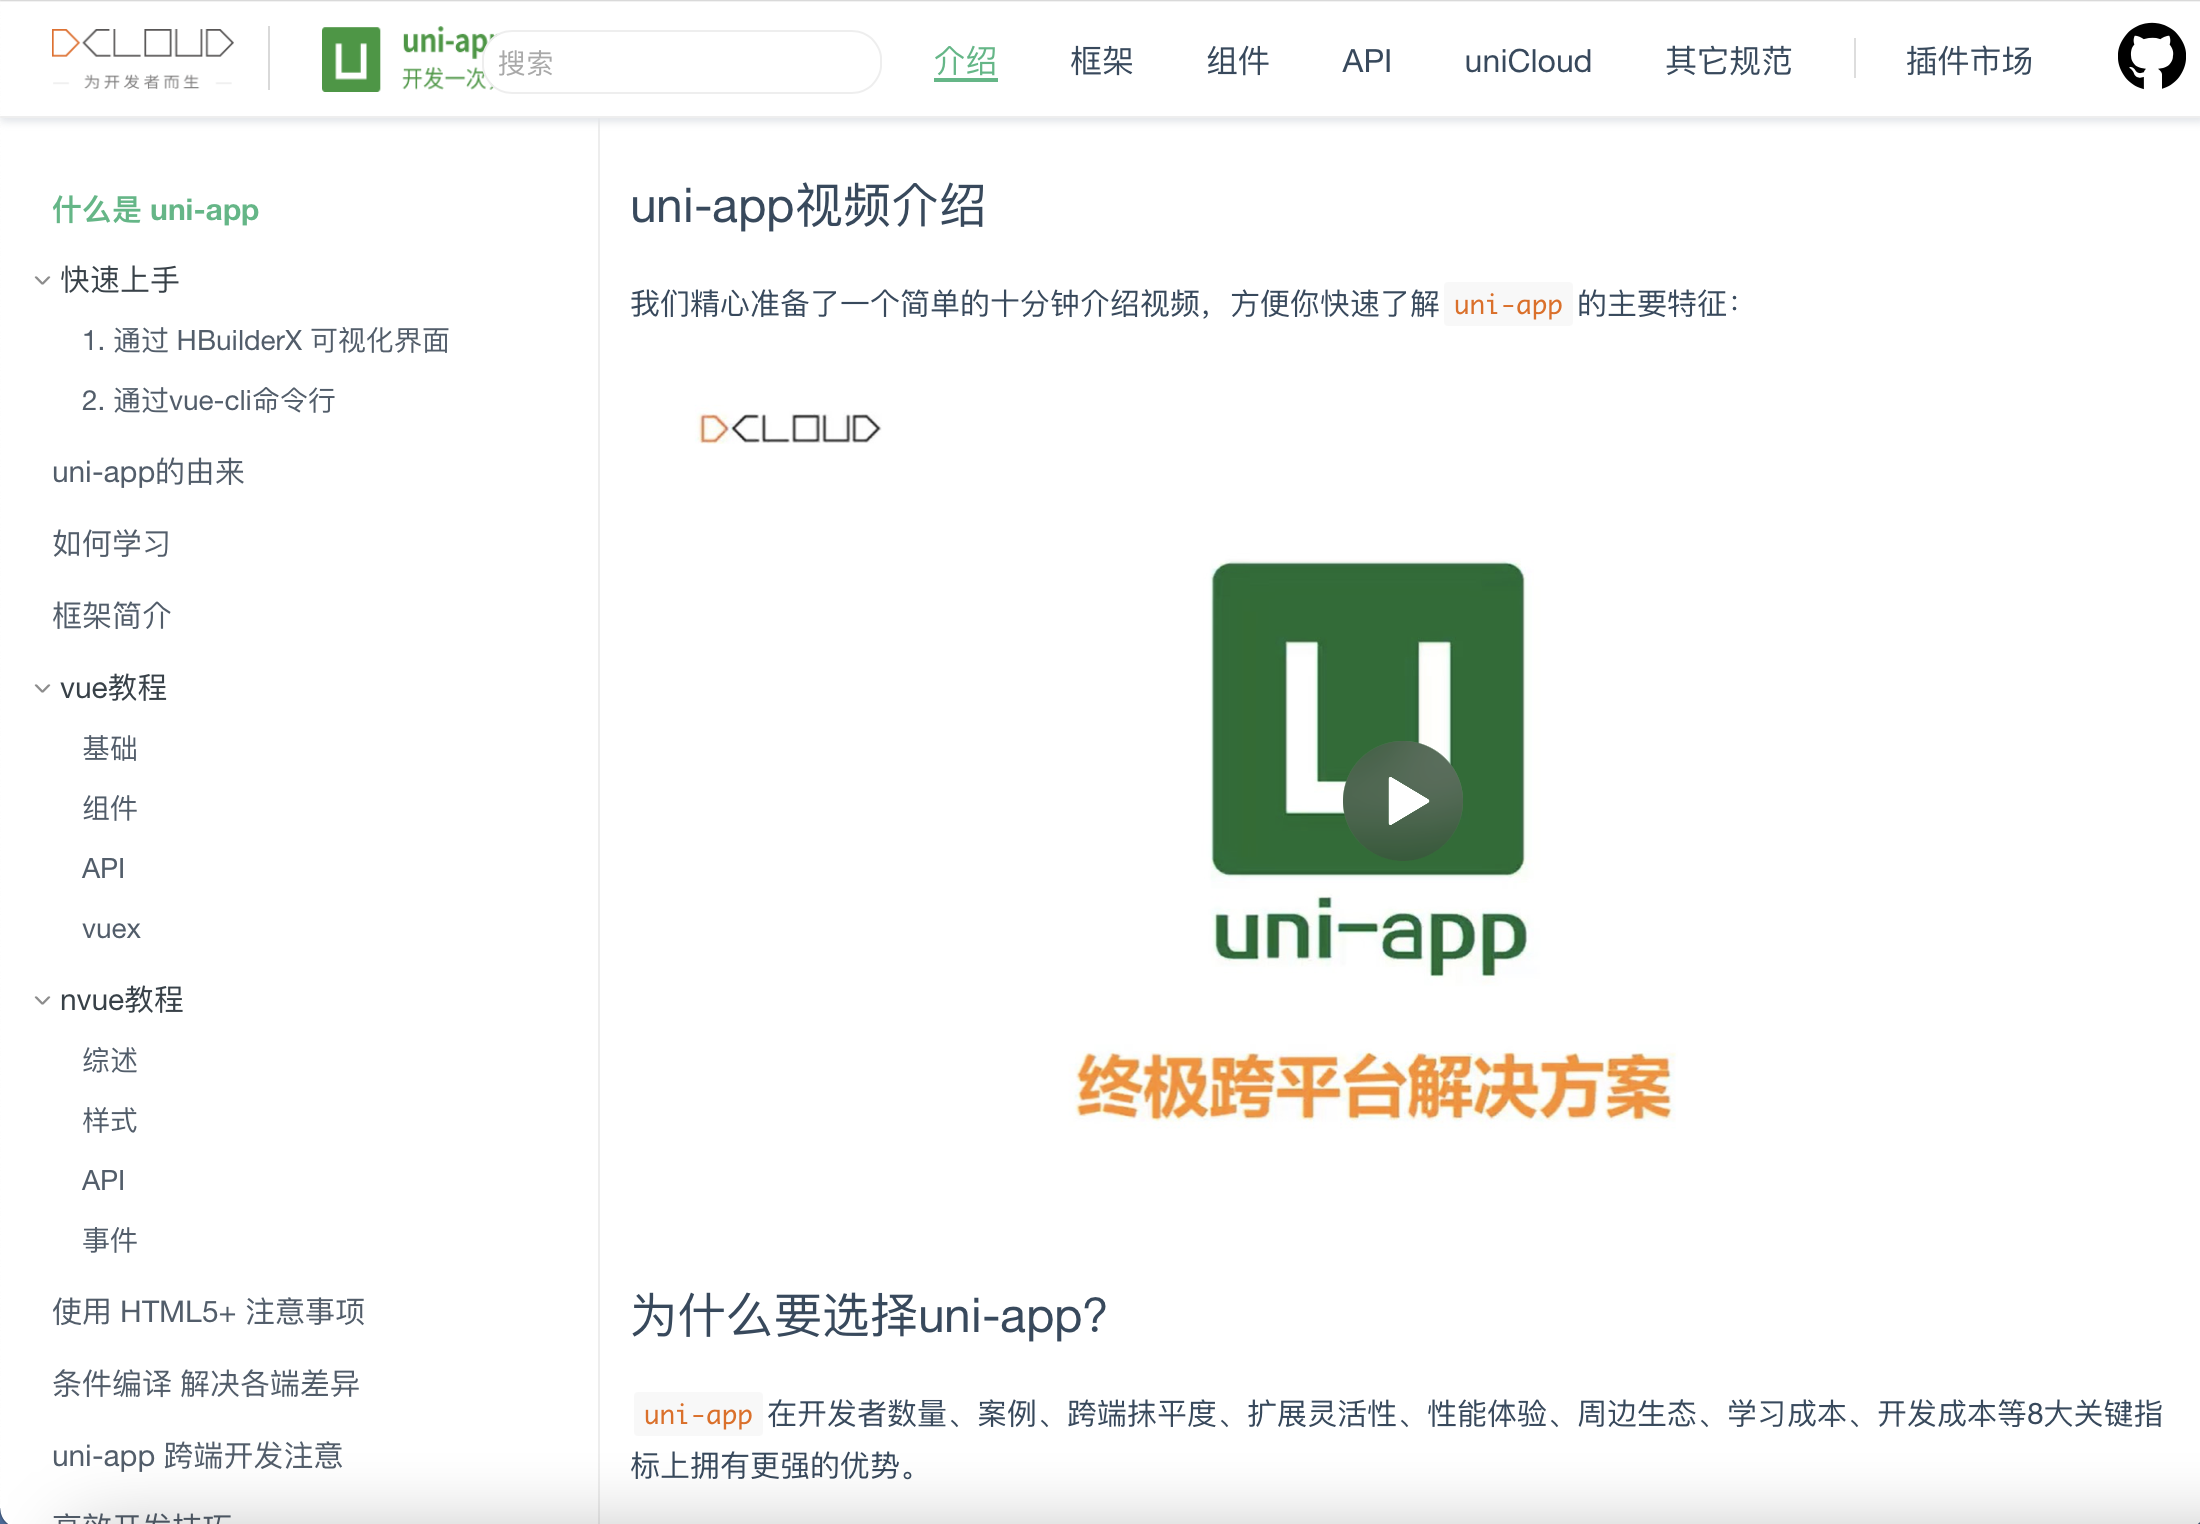 DCLOUD
为开发者而生
uni-ap
开发一次
搜索
介绍
框架
组件
API
uniCloud
其它规范
插件市场
什么是 uni-app
快速上手
1. 通过 HBuilderX 可视化界面
2. 通过vue-cli命令行
uni-app的由来
如何学习
框架简介
vue教程
基础
组件
API
vuex
nvue教程
综述
样式
API
事件
使用 HTML5+ 注意事项
条件编译 解决各端差异
uni-app 跨端开发注意
高效开发技巧
uni-app视频介绍
我们精心准备了一个简单的十分钟介绍视频，方便你快速了解 uni-app 的主要特征：
DCLOUD
uni-app
终极跨平台解决方案
为什么要选择uni-app?
uni-app 在开发者数量、案例、跨端抹平度、扩展灵活性、性能体验、周边生态、学习成本、开发成本等8大关键指
标上拥有更强的优势。